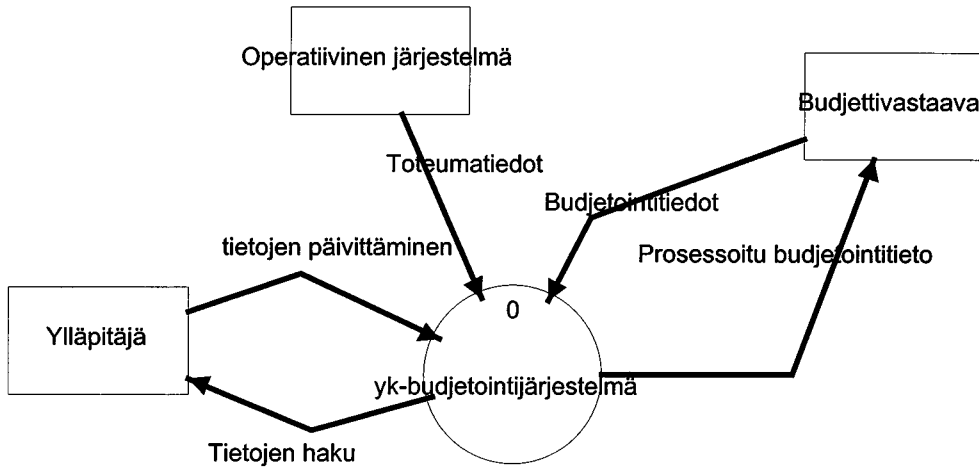 Operatiivinen järjestelmä
Budjettivastaava
Toteumatiedot
Budjetointitiedot
tietojen päivittäminen
Prosessoitu budjetointitieto
0
Ylläpitäjä
yk-budjetointijärjestelmä
Tietojen haku